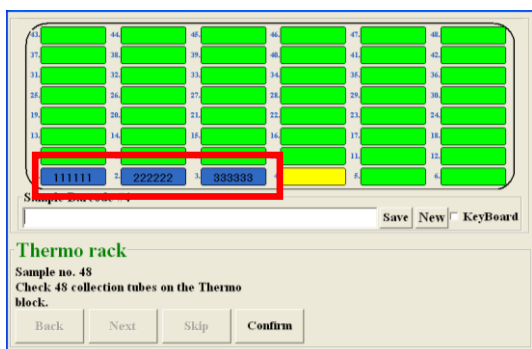 43. 44. 45. 46. 47. 48.
37. 38. 39. 40. 41. 42.
31. 32. 33. 34. 35. 36.
25. 26. 27. 28. 29. 30.
19. 20. 21. 22. 23. 24.
13. 14. 15. 16. 17. 18.
11. 12.
111111 2. 222222 3. 333333 5. 6.
Save New KeyBoard
Thermo rack
Sample no. 48
Check 48 collection tubes on the Thermo
block.
Back Next Skip Confirm